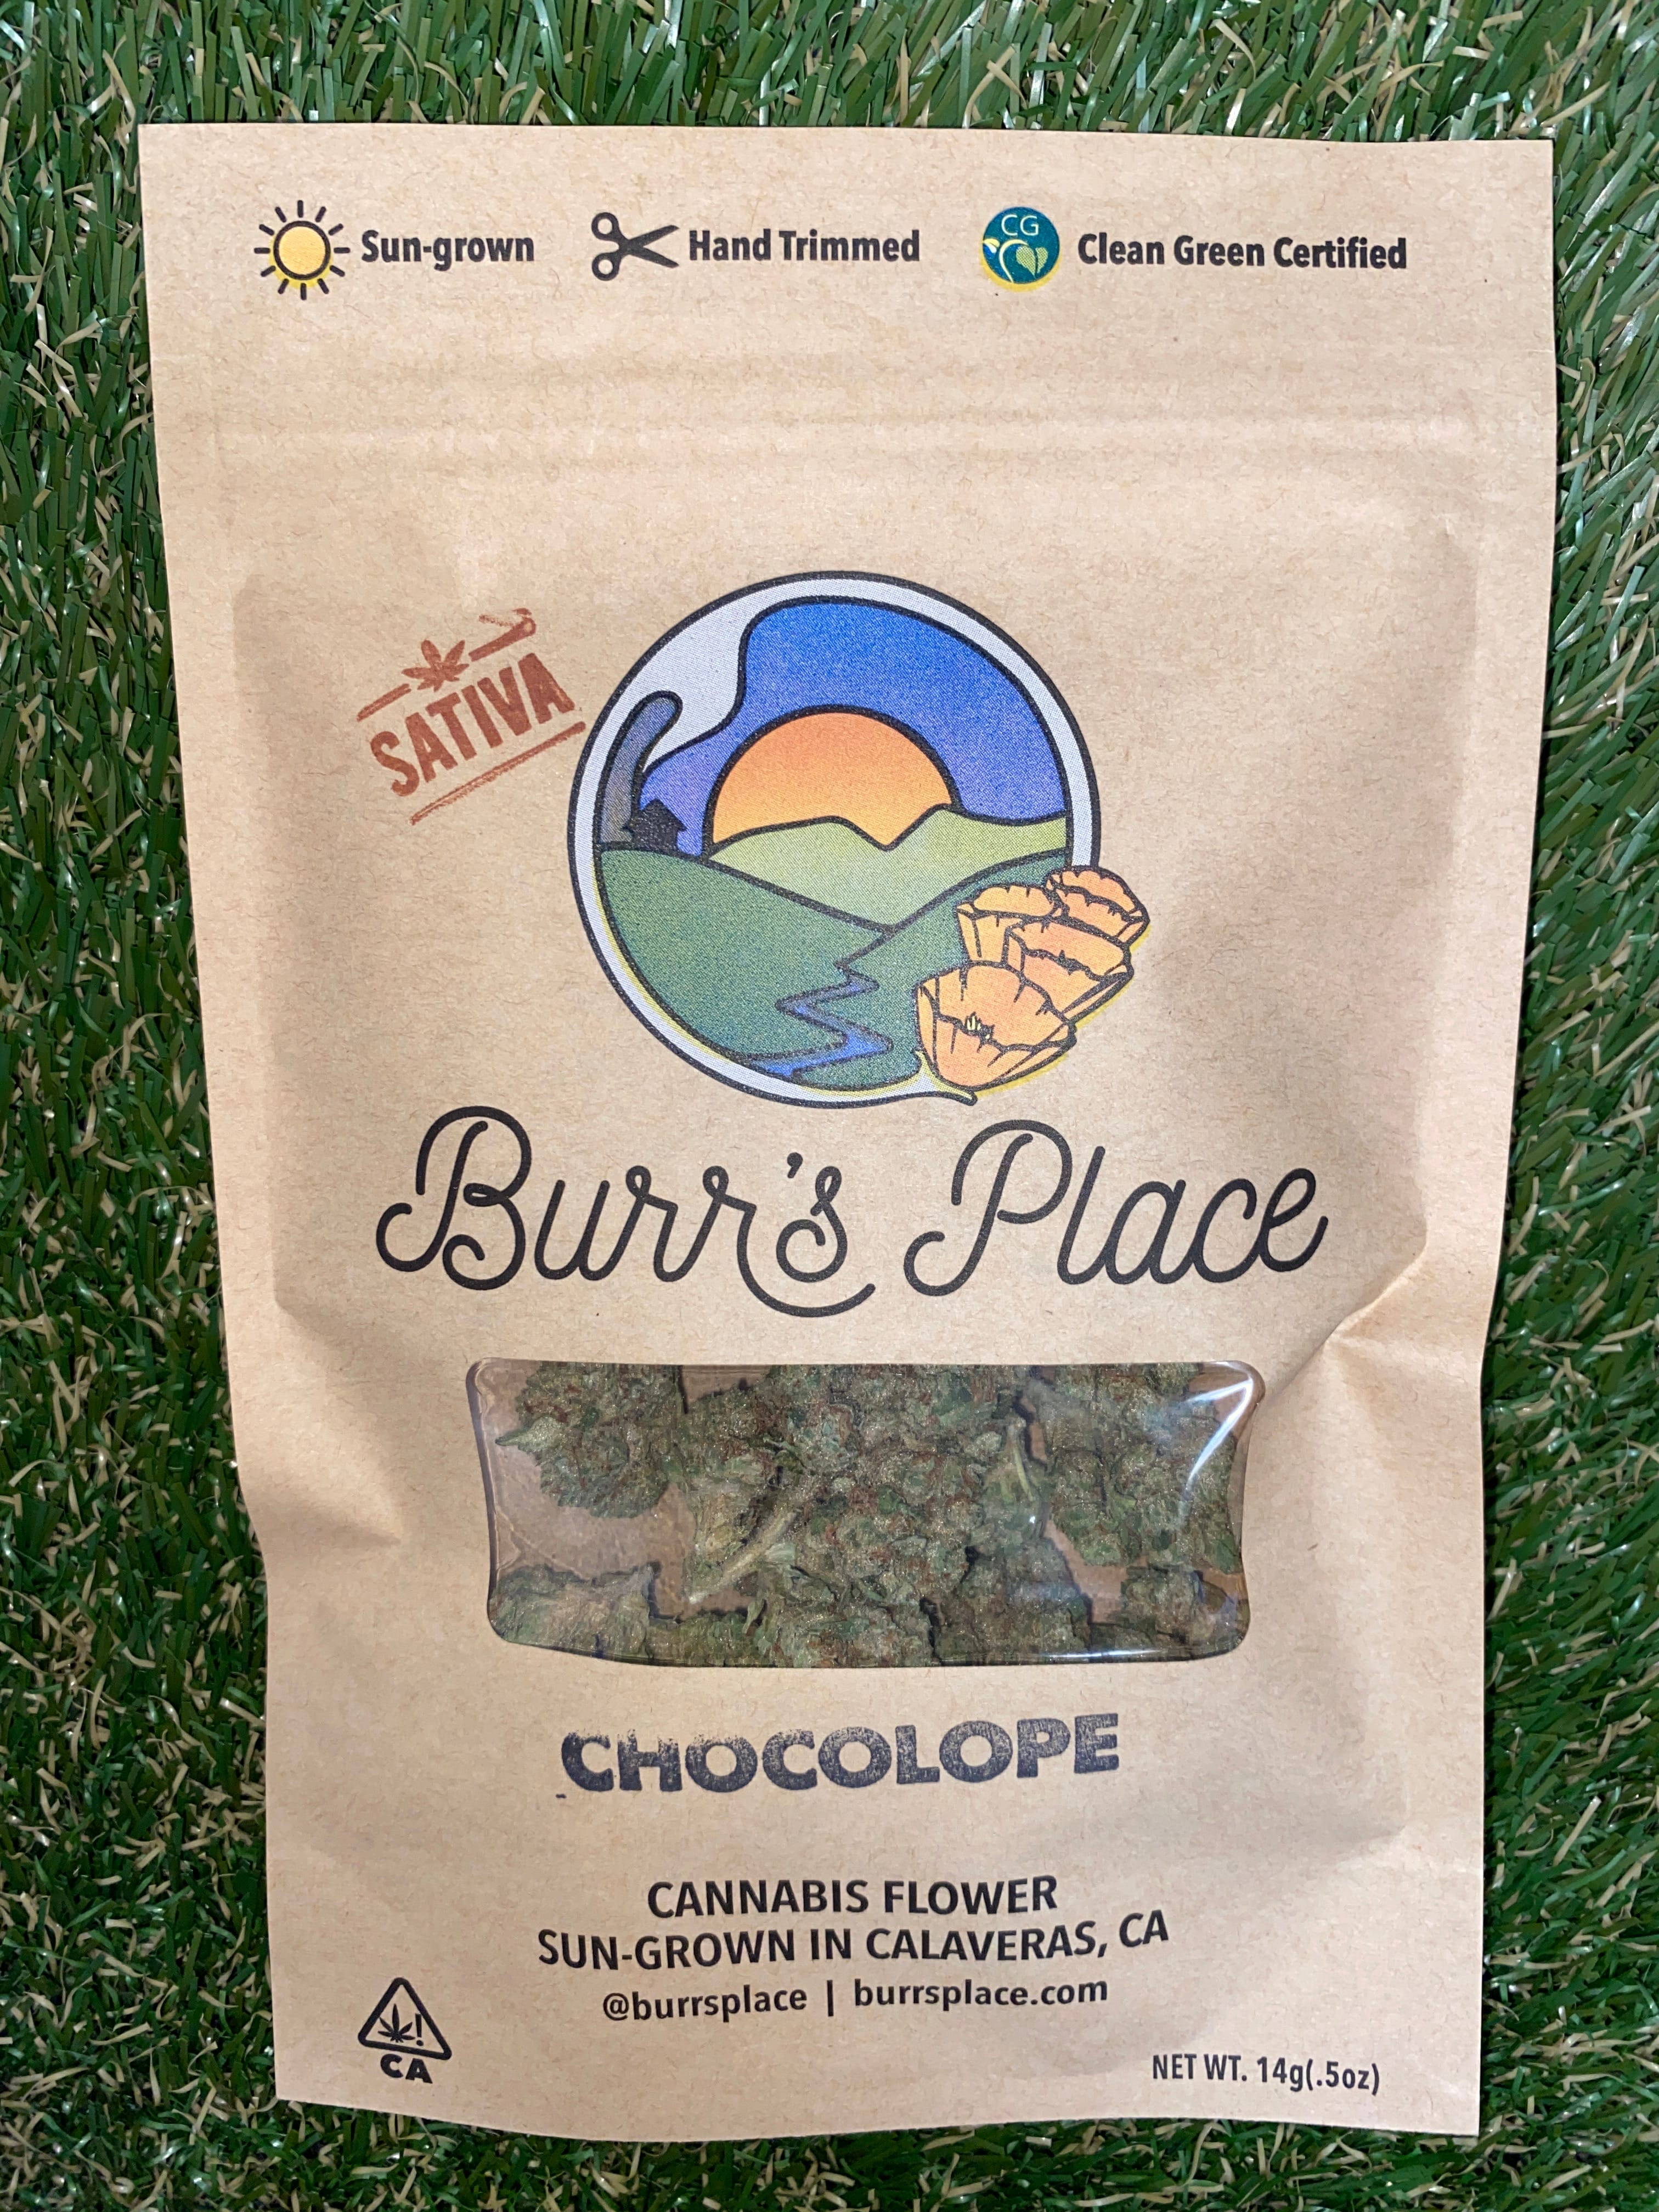 Sun-grown Hand Trimmed CG Clean Green Certified
SATIVA
Burr's Place
CHOCOLOPE
CANNABIS FLOWER
SUN-GROWN IN CALAVERAS, CA
@burrsplace | burrsplace.com
!
CA
NET WT. 14g(.5oz)